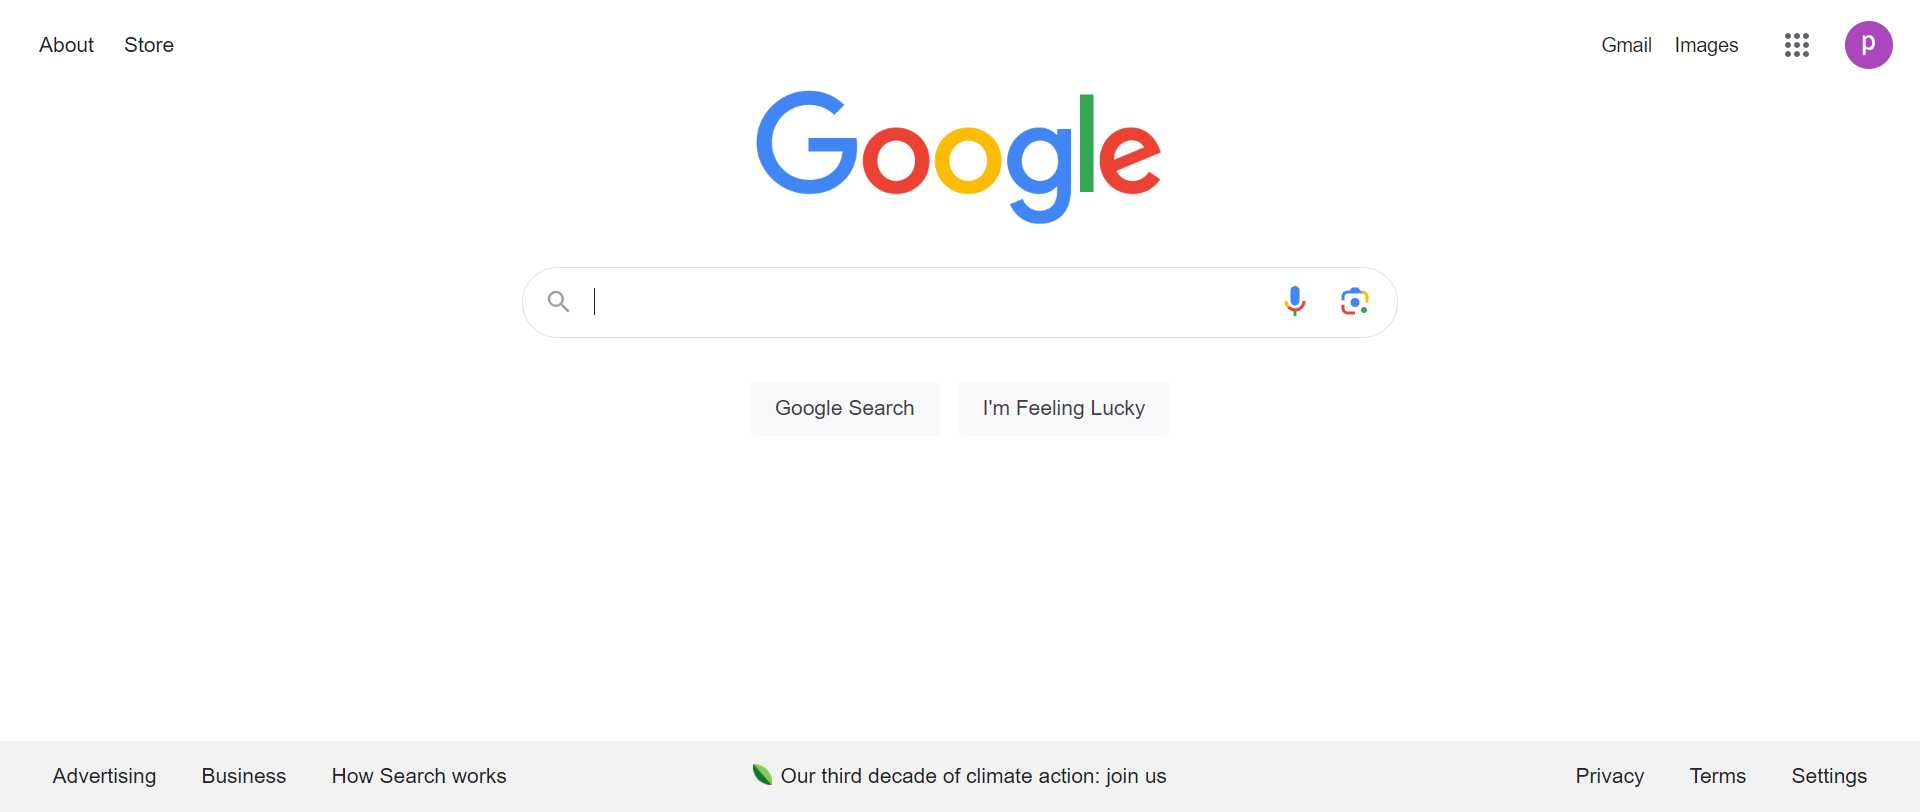 About Store Gmail Images p
Google
Google Search I'm Feeling Lucky
Advertising Business How Search works Our third decade of climate action: join us Privacy Terms Settings